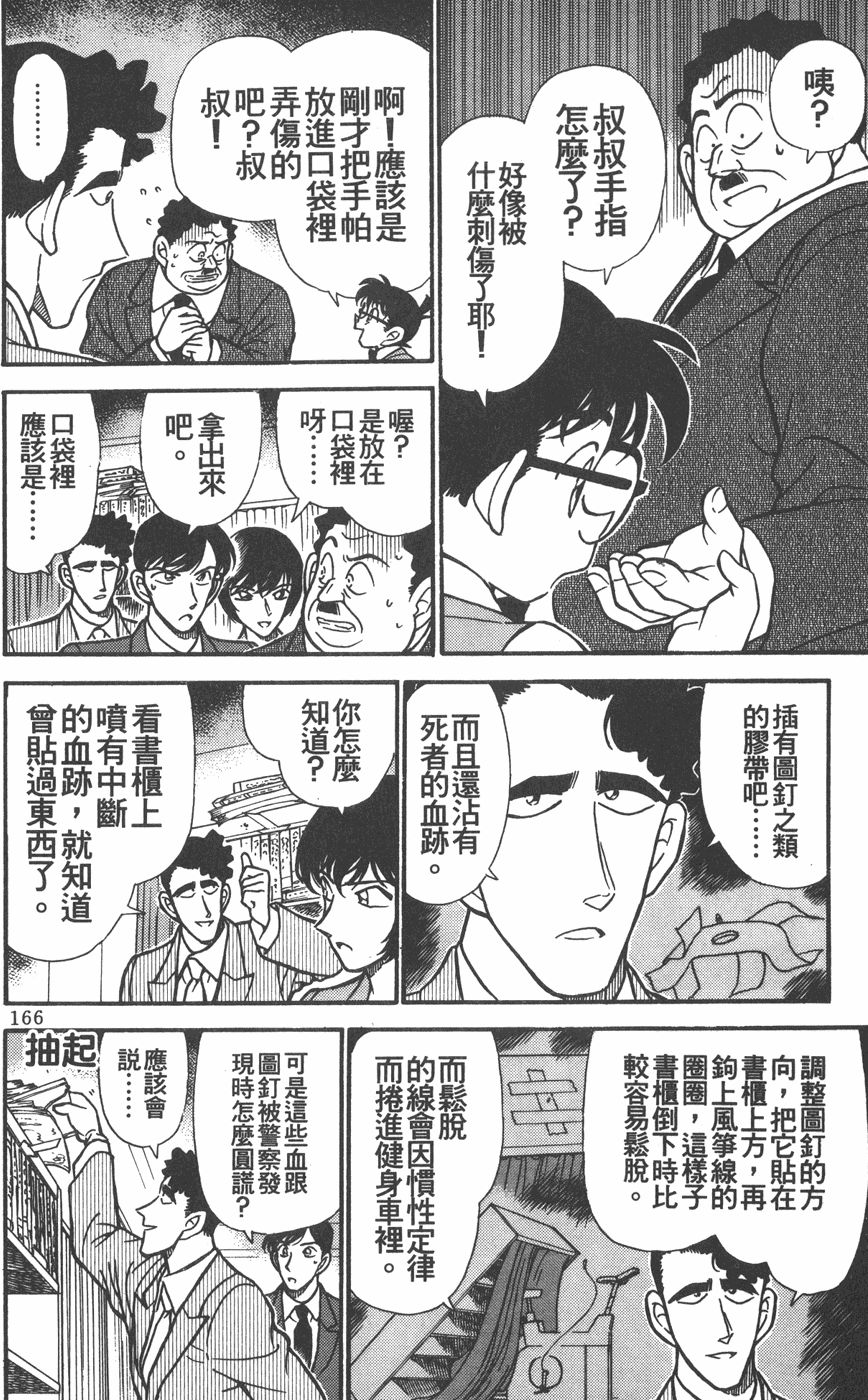 咦?
叔叔手指
怎麼了?
好像被
什麼刺傷了耶!
啊!應該是
剛才把手帕
放進口袋裡
弄傷的
吧?叔
叔!
⋯⋯
喔?
是放在
口袋裡
呀⋯⋯
拿出來
吧。
口袋裡
應該是⋯⋯
插有圖釘之類
的膠帶吧⋯⋯
而且還沾有
死者的血跡。
你怎麼
知道?
看書櫃上
噴有中斷
的血跡,就知道
曾貼過東西了。
166
調整圖釘的方
向,把它貼在
書櫃上方,再
鉤上風箏線的
圈圈,這樣子
書櫃倒下時比
較容易鬆脫。
而鬆脫
的線會因慣性定律
而捲進健身車裡。
可是這些血跟
圖釘被警察發
現時怎麼圓謊?
應該會
説⋯⋯
抽起